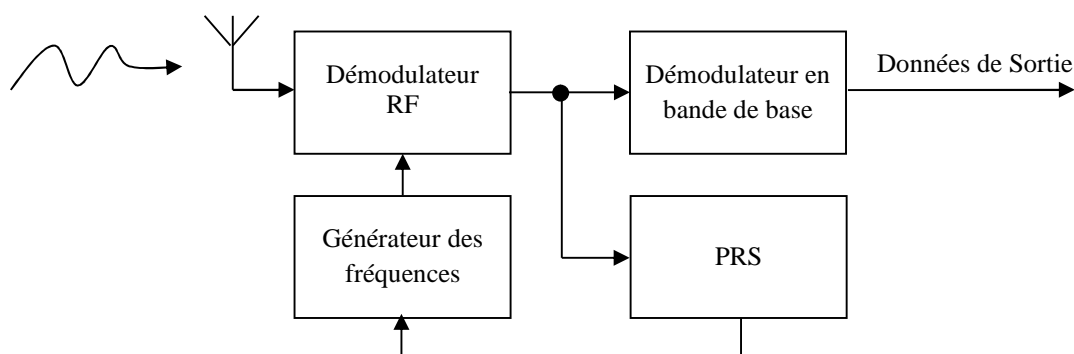 Démodulateur
RF
Démodulateur en
bande de base
Données de Sortie
Générateur des
fréquences
PRS